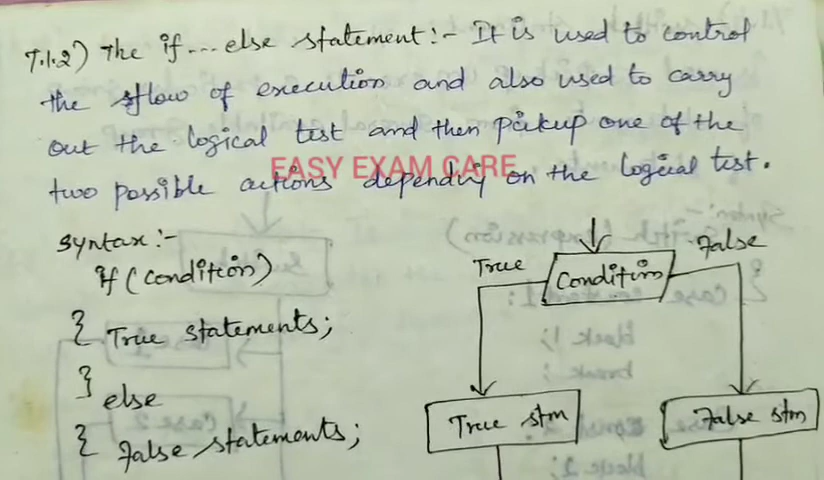 7.1.2) The if...else statement:- It is used to control
the flow of execution and also used to carry
out the logical test and then pickup one of the
two possible actions depending on the logical test.
EASY EXAM CARE
syntax:-
if (condition)
{ True statements;
}
else
{ False statements;
True
Condition
False
True stm
False stm